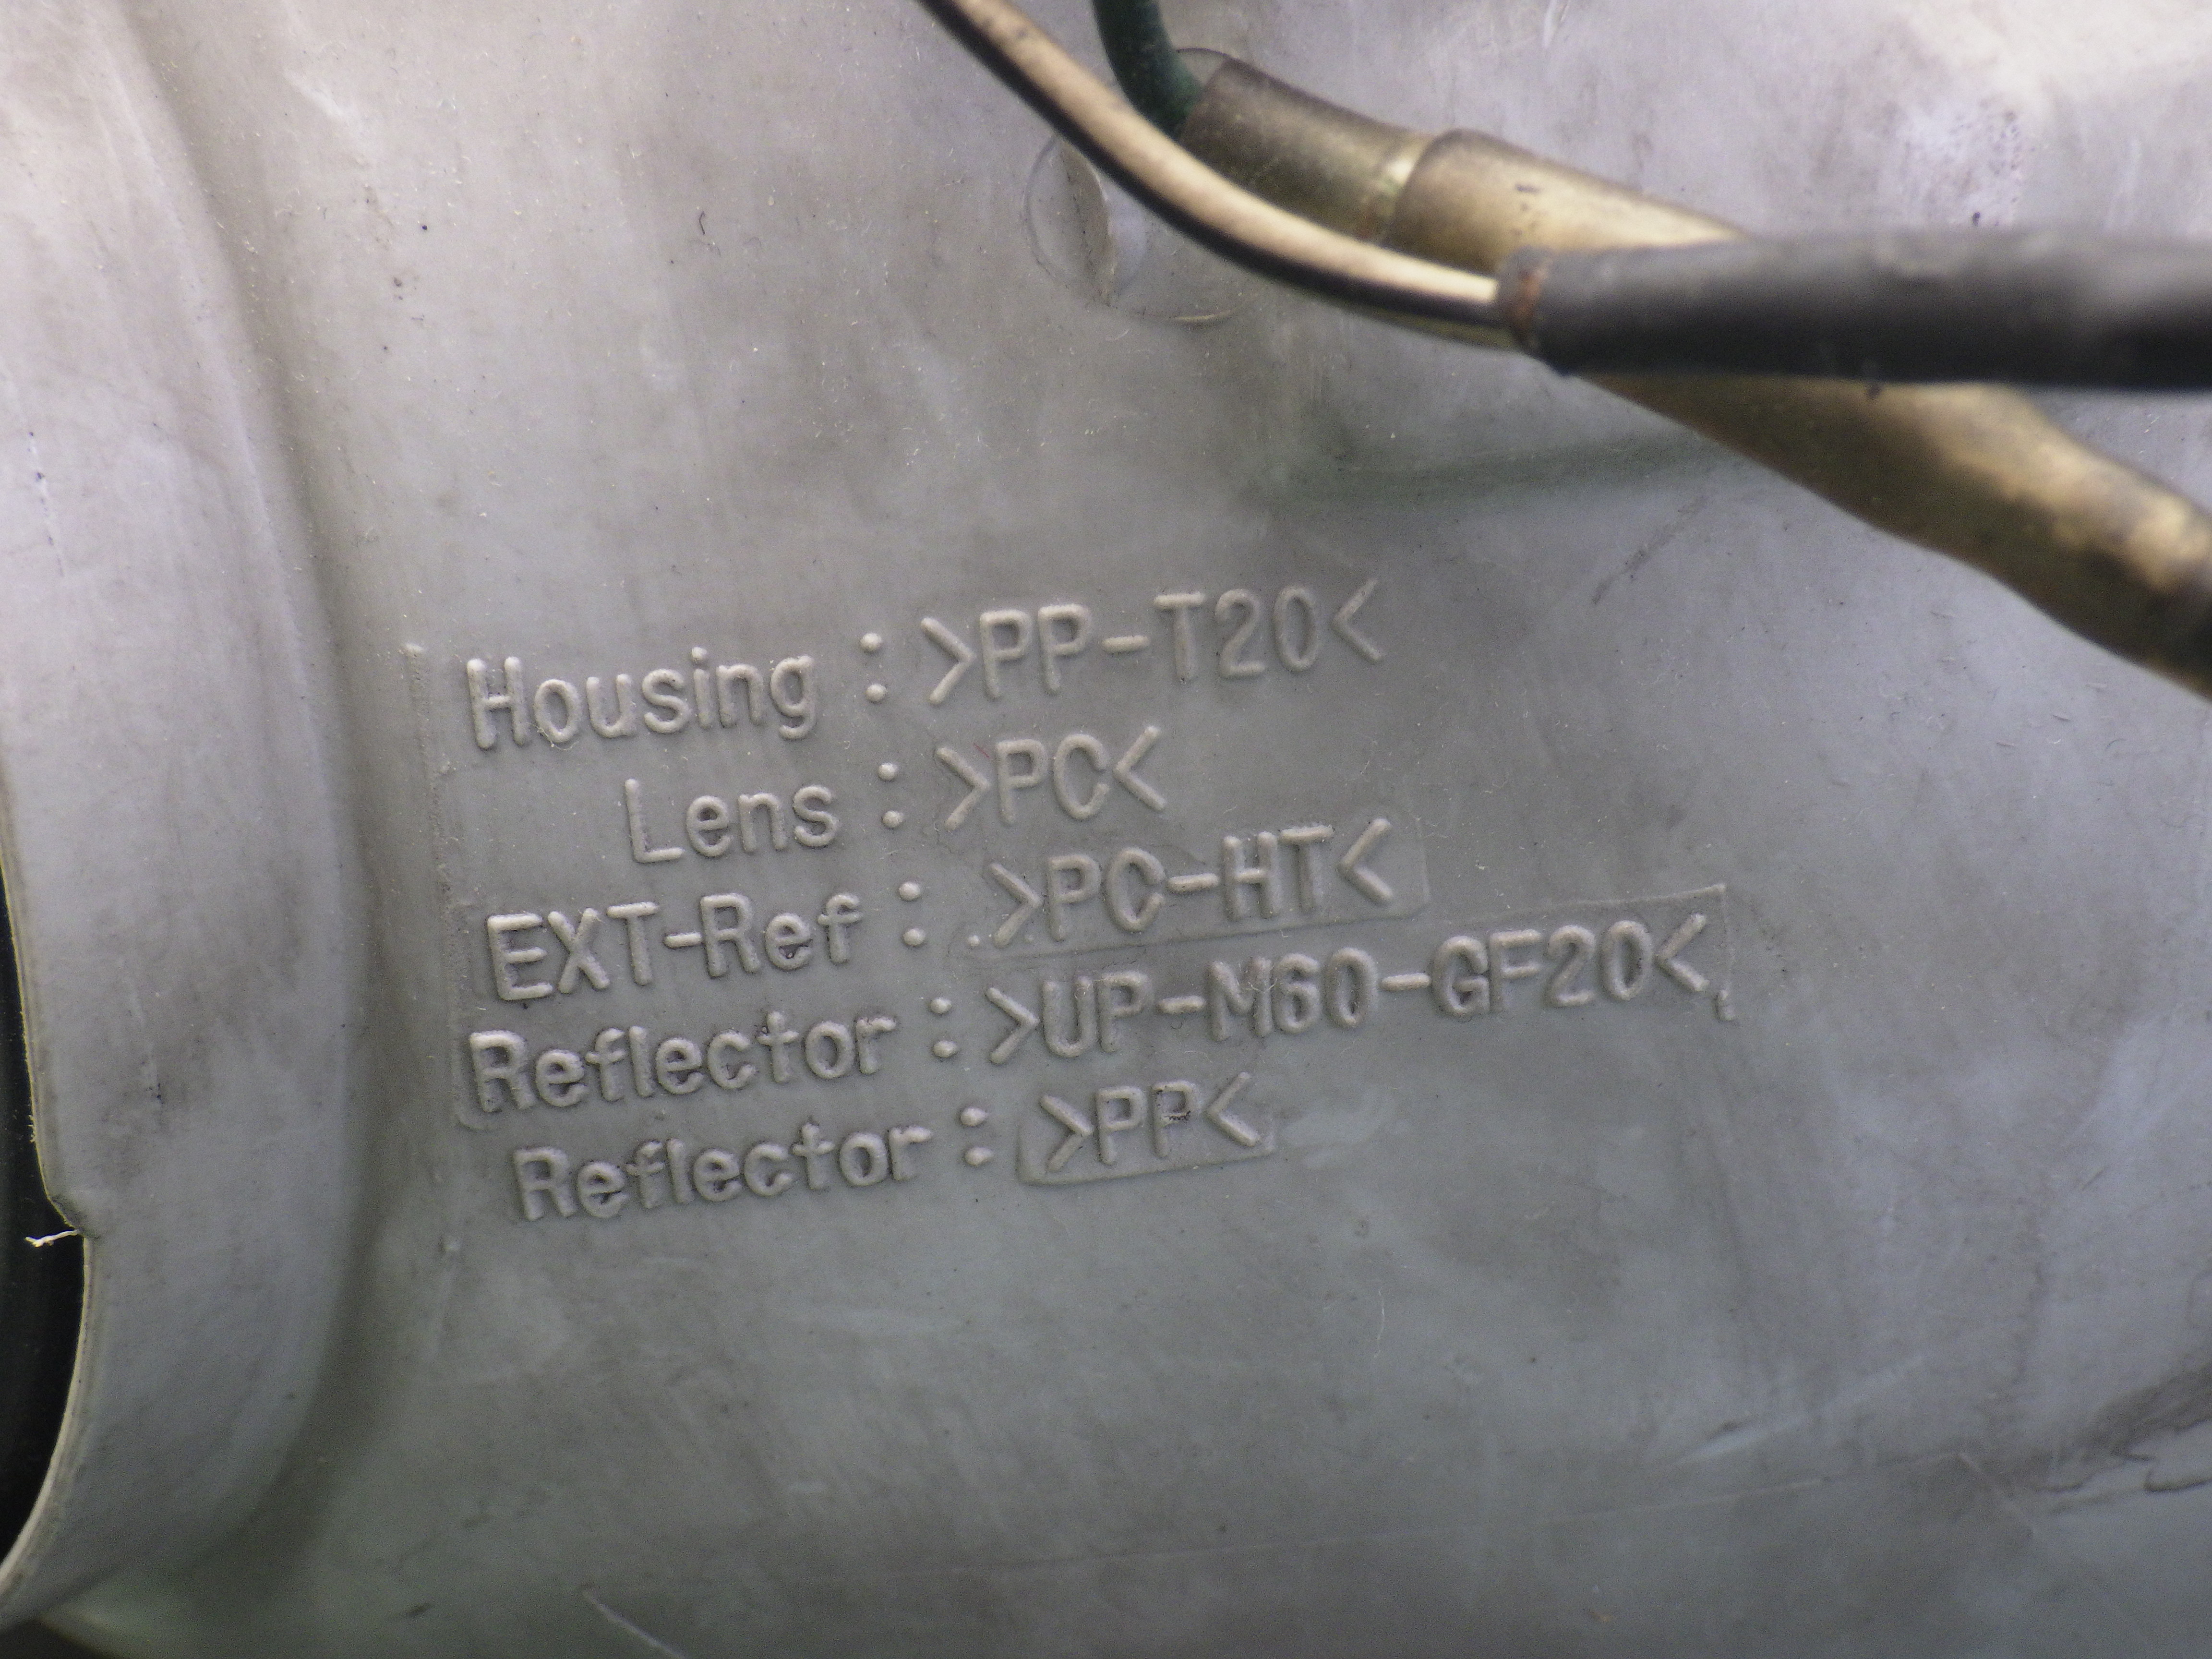 Housing : >PP-T20<
Lens : >PC<
EXT-Ref : >PC-HT<
Reflector : >UP-M60-GF20<
Reflector : >PP<